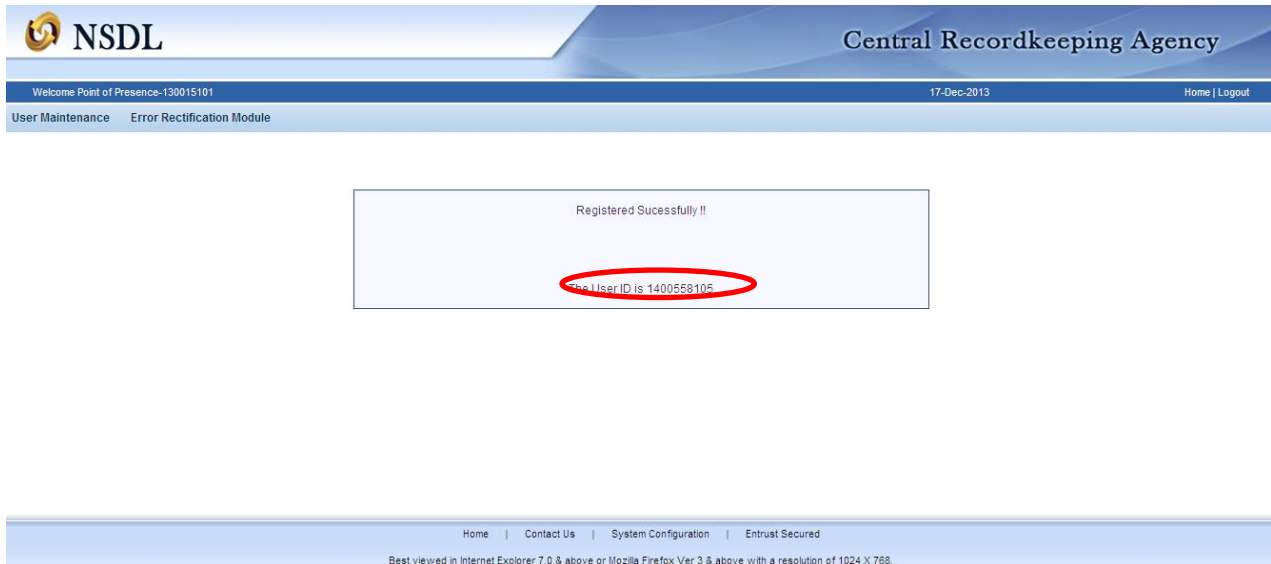 NSDL
Central Recordkeeping Agency
Welcome Point of Presence-130015101 17-Dec-2013 Home | Logout
User Maintenance Error Rectification Module
Registered Sucessfully !!
The User ID is 1400558105
Home | Contact Us | System Configuration | Entrust Secured
Best viewed in Internet Explorer 7.0 & above or Mozilla Firefox Ver 3 & above with a resolution of 1024 X 768.